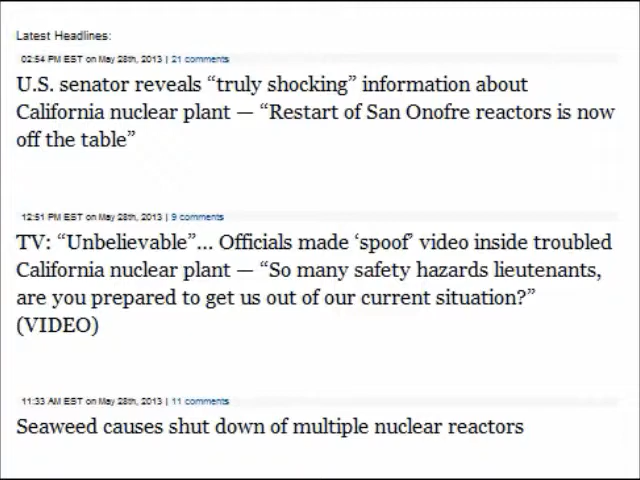 Latest Headlines:
02:54 PM EST on May 28th, 2013 | 21 comments
U.S. senator reveals “truly shocking” information about
California nuclear plant — “Restart of San Onofre reactors is now
off the table”
12:51 PM EST on May 28th, 2013 | 9 comments
TV: “Unbelievable”... Officials made ‘spoof’ video inside troubled
California nuclear plant — “So many safety hazards lieutenants,
are you prepared to get us out of our current situation?”
(VIDEO)
11:33 AM EST on May 28th, 2013 | 11 comments
Seaweed causes shut down of multiple nuclear reactors